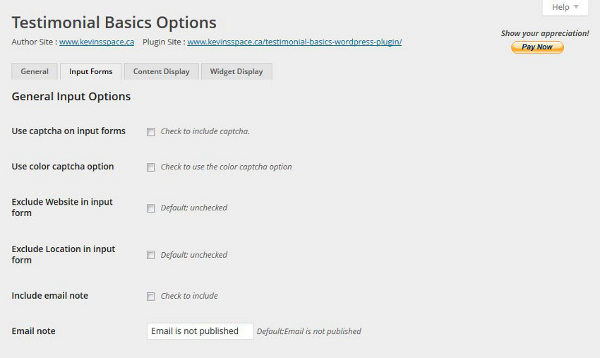 Help
Testimonial Basics Options
Show your appreciation!
Author Site : www.kevinsspace.ca Plugin Site : www.kevinsspace.ca/testimonial-basics-wordpress-plugin/
Pay Now
General Input Forms Content Display Widget Display
General Input Options
Use captcha on input forms Check to include captcha.
Use color captcha option Check to use the color captcha option
Exclude Website in input
form
Default: unchecked
Exclude Location in input
form
Default: unchecked
Include email note Check to include
Email note Email is not published Default:Email is not published